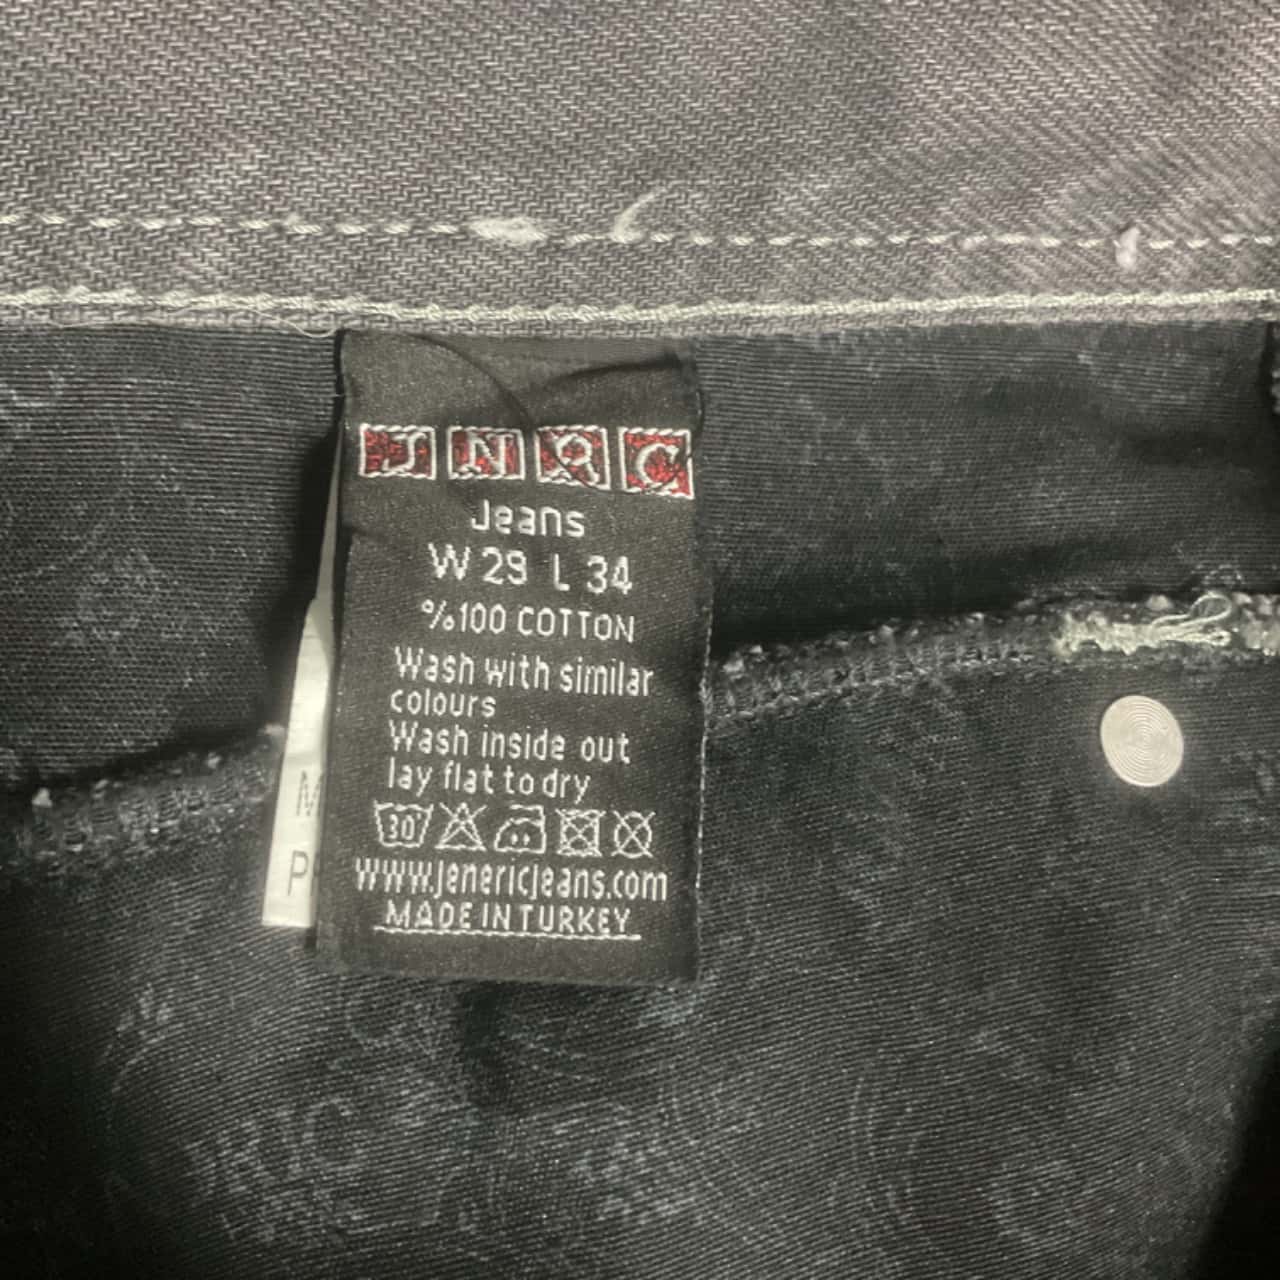 JNRC
Jeans
W 29 L 34
%100 COTTON
Wash with similar
colours
Wash inside out
lay flat to dry
30
www.jenericjeans.com
MADE IN TURKEY
M
P